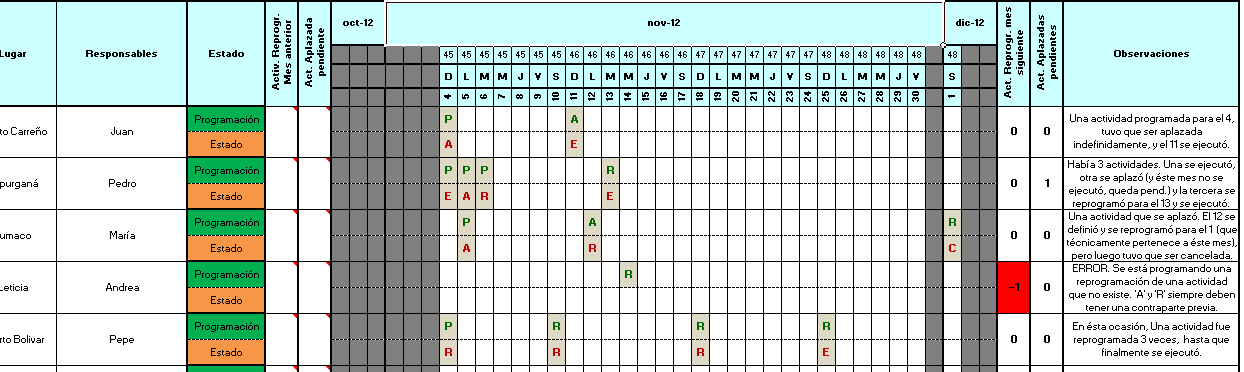 Lugar
Responsables
Estado
Activ. Reprogr.
Mes anterior
Act. Aplazada
pendiente
oct-12
nov-12
dic-12
Act. Reprogr. mes
siguiente
Act. Aplazadas
pendientes
Observaciones
45 45 45 45 45 45 45 46 46 46 46 46 46 46 47 47 47 47 47 47 47 48 48 48 48 48 48 48
D L M M J V S D L M M J V S D L M M J V S D L M M J V S
4 5 6 7 8 9 10 11 12 13 14 15 16 17 18 19 20 21 22 23 24 25 26 27 28 29 30 1
to Carreño
Juan
Programación
P A
Estado
A E
0 0
Una actividad programada para el 4,
tuvo que ser aplazada
indefinidamente, y el 11 se ejecutó.
purganá
Pedro
Programación
P P P R
Estado
E A R E
0 1
Había 3 actividades. Una se ejecutó,
otra se aplazó (y éste mes no se
ejecutó, queda pend.) y la tercera se
reprogramó para el 13 y se ejecutó.
umaco
María
Programación
P A R
Estado
A R C
0 0
Una actividad que se aplazó. El 12 se
definió y se reprogramó para el 1 (que
técnicamente pertenece a éste mes),
pero luego tuvo que ser cancelada.
Leticia
Andrea
Programación
R
Estado
-1 0
ERROR. Se está programando una
reprogramación de una actividad
que no existe. 'A' y 'R' siempre deben
tener una contraparte previa.
rto Bolivar
Pepe
Programación
P R R R
Estado
R R R E
0 0
En ésta ocasión, Una actividad fue
reprogramada 3 veces, hasta que
finalmente se ejecutó.